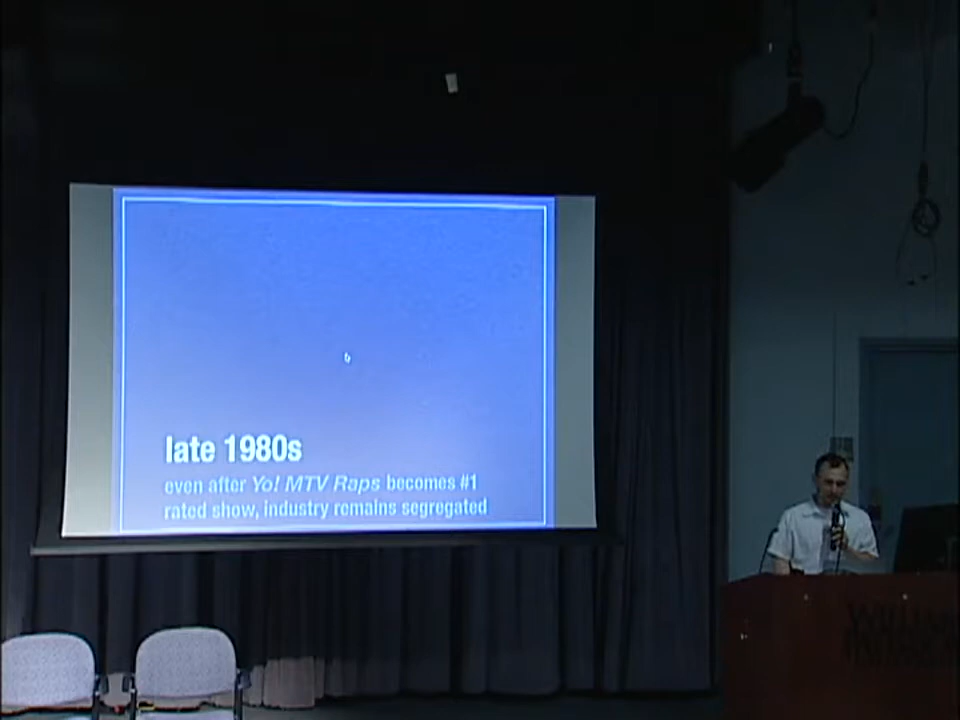 late 1980s
even after Yo! MTV Raps becomes #1
rated show, industry remains segregated